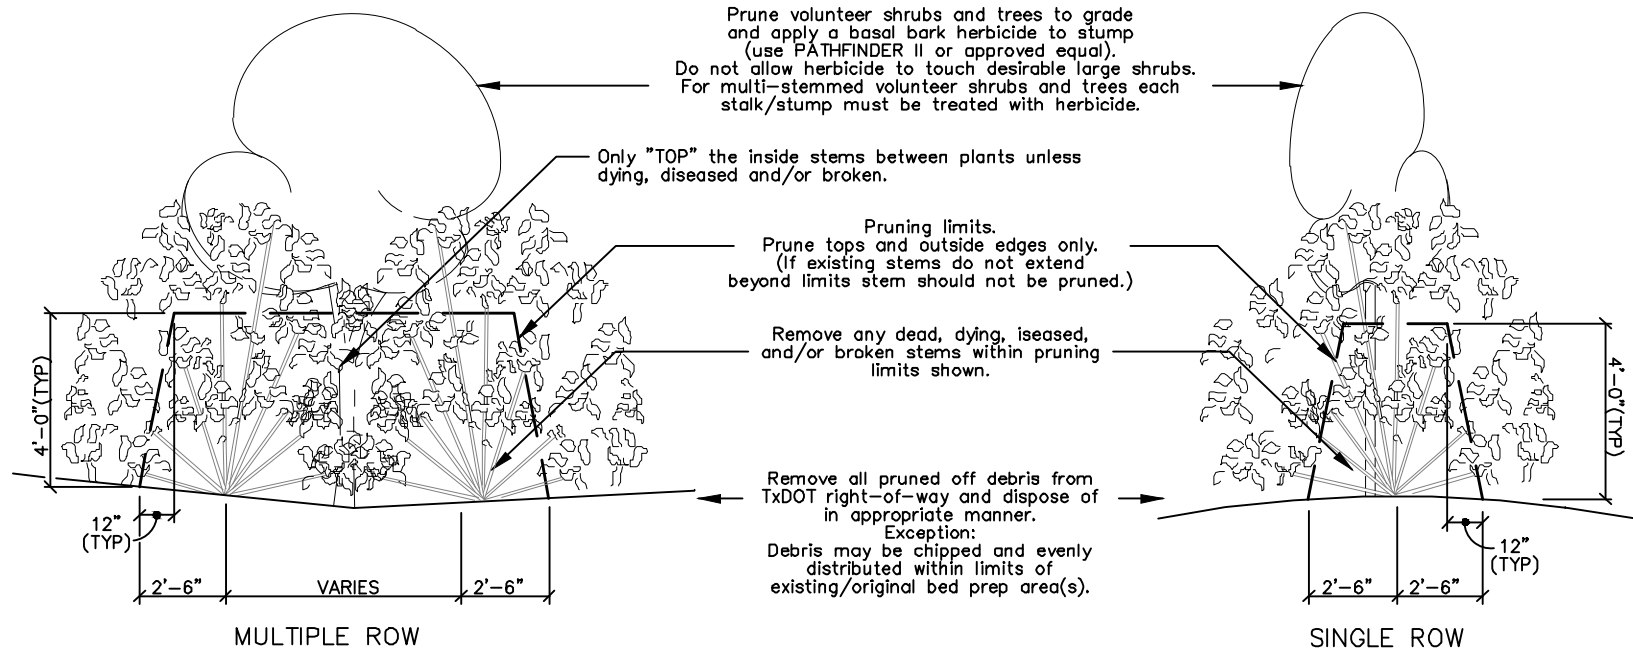 Prune volunteer shrubs and trees to grade
and apply a basal bark herbicide to stump
(use PATHFINDER II or approved equal).
Do not allow herbicide to touch desirable large shrubs.
For multi-stemmed volunteer shrubs and trees each
stalk/stump must be treated with herbicide.
Only "TOP" the inside stems between plants unless
dying, diseased and/or broken.
Pruning limits.
Prune tops and outside edges only.
(If existing stems do not extend
beyond limits stem should not be pruned.)
Remove any dead, dying, iseased,
and/or broken stems within pruning
limits shown.
Remove all pruned off debris from
TxDOT right-of-way and dispose of
in appropriate manner.
Exception:
Debris may be chipped and evenly
distributed within limits of
existing/original bed prep area(s).
4'-0"(TYP)
12"
(TYP)
2'-6"
VARIES
2'-6"
MULTIPLE ROW
4'-0"(TYP)
12"
(TYP)
2'-6"
2'-6"
SINGLE ROW